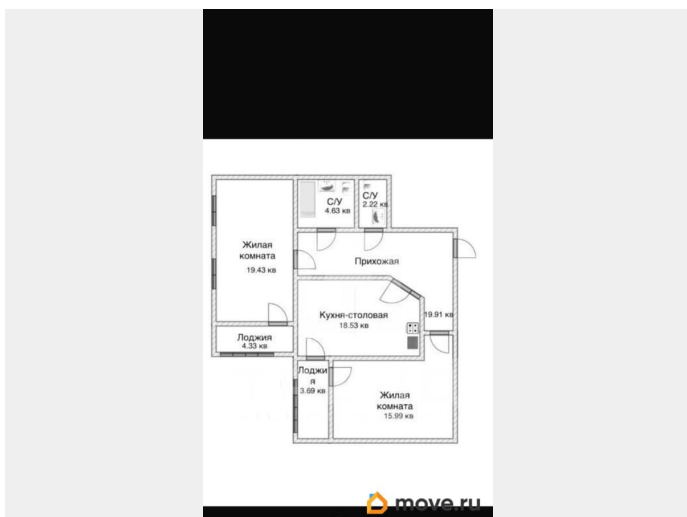 С/У
4.63 кв
С/У
2.22 кв
Жилая
комната
19.43 кв
Прихожая
19.91 кв
Кухня-столовая
18.53 кв
Лоджия
4.33 кв
Лоджи
я
3.69 кв
Жилая
комната
15.99 кв
move.ru